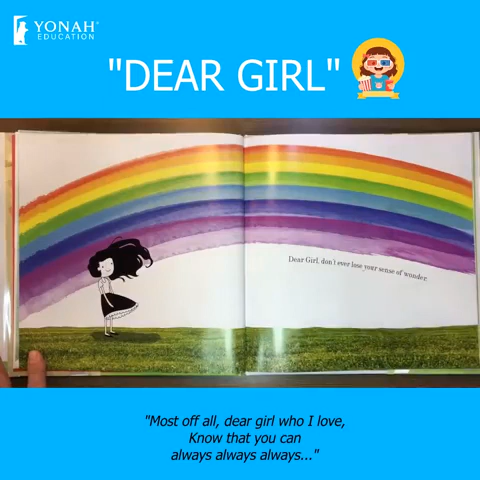 YONAH®
EDUCATION
"DEAR GIRL"
Dear Girl, don't ever lose your sense of wonder.
"Most off all, dear girl who I love,
Know that you can
always always always..."